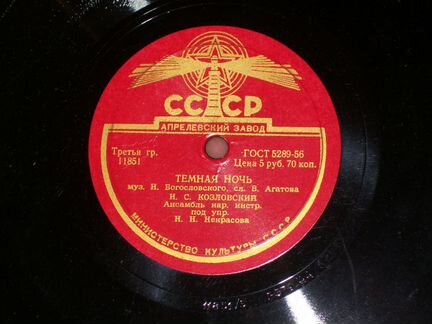 СССР
АПРЕЛЕВСКИЙ ЗАВОД
Третья гр. ГОСТ 5289-56
11851 Цена 5 руб. 70 коп.
ТЕМНАЯ НОЧЬ
муз. Н. Богословского, сл. В. Агатова
И. С. КОЗЛОВСКИЙ
Ансамбль нар. инстр.
под упр.
Н. Н. Некрасова
МИНИСТЕРСТВО КУЛЬТУРЫ СССР